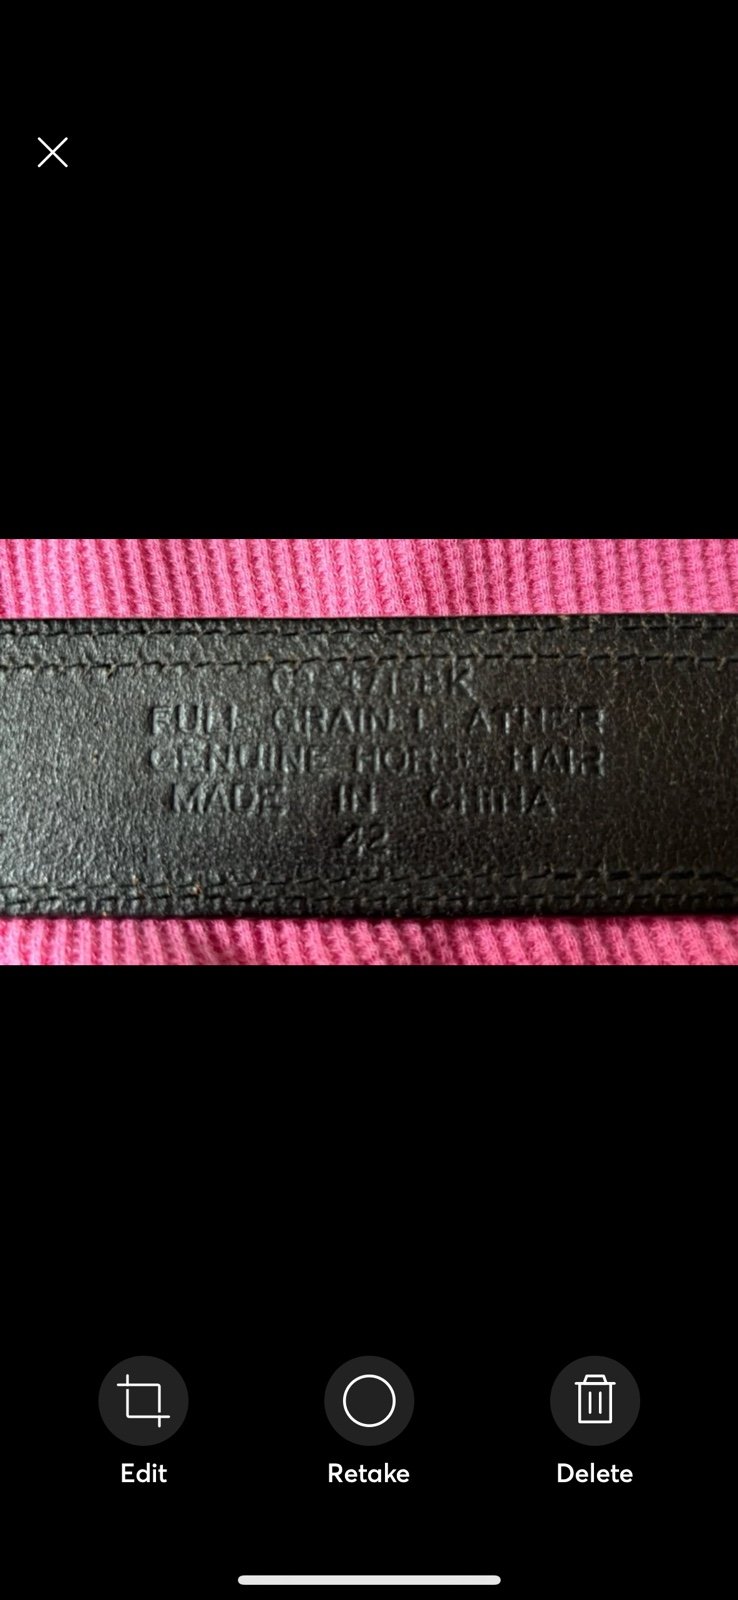 FULL GRAIN LEATHER
GENUINE HORSE HAIR
MADE IN CHINA
42
Edit
Retake
Delete